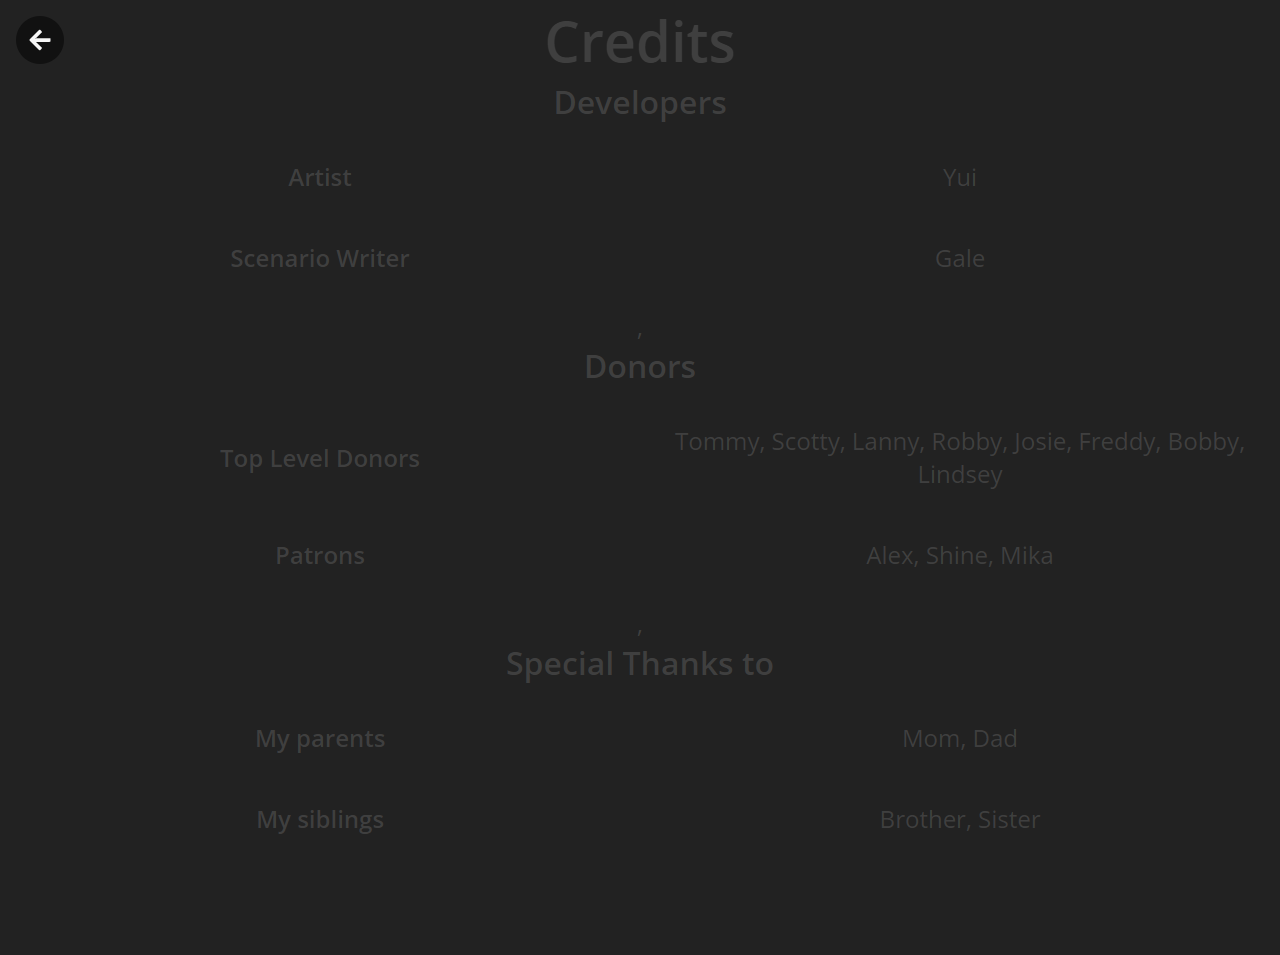 Credits
Developers
Artist Yui
Scenario Writer Gale
,
Donors
Top Level Donors Tommy, Scotty, Lanny, Robby, Josie, Freddy, Bobby,
Lindsey
Patrons Alex, Shine, Mika
,
Special Thanks to
My parents Mom, Dad
My siblings Brother, Sister